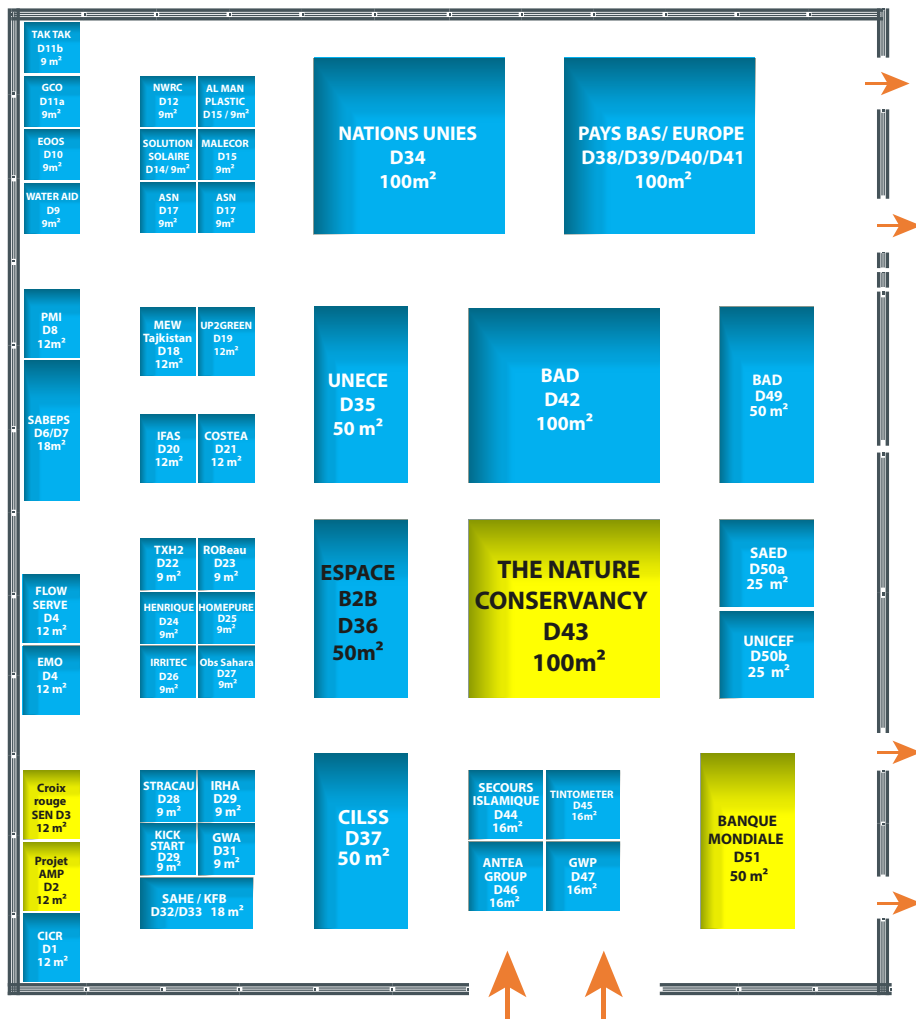 TAK TAK
D11b
9 m²
GCO
D11a
9m²
EOOS
D10
9m²
WATER AID
D9
9m²
NWRC
D12
9m²
AL MAN
PLASTIC
D15 / 9m²
SOLUTION
SOLAIRE
D14/ 9m²
MALECOR
D15
9m²
ASN
D17
9m²
ASN
D17
9m²
NATIONS UNIES
D34
100m²
PAYS BAS/ EUROPE
D38/D39/D40/D41
100m²
PMI
D8
12m²
SABEPS
D6/D7
18m²
MEW
Tajkistan
D18
12m²
UP2GREEN
D19
12m²
IFAS
D20
12m²
COSTEA
D21
12 m²
UNECE
D35
50 m²
BAD
D42
100m²
BAD
D49
50 m²
FLOW
SERVE
D4
12 m²
EMO
D4
12 m²
TXH2
D22
9 m²
ROBeau
D23
9 m²
HENRIQUE
D24
9m²
HOMEPURE
D25
9m²
IRRITEC
D26
9m²
Obs Sahara
D27
9m²
ESPACE
B2B
D36
50m²
THE NATURE
CONSERVANCY
D43
100m²
SAED
D50a
25 m²
UNICEF
D50b
25 m²
Croix
rouge
SEN D3
12 m²
Projet
AMP
D2
12 m²
CICR
D1
12 m²
STRACAU
D28
9 m²
IRHA
D29
9 m²
KICK
START
D29
9 m²
GWA
D31
9 m²
SAHE / KFB
D32/D33 18 m²
CILSS
D37
50 m²
SECOURS
ISLAMIQUE
D44
16m²
TINTOMETER
D45
16m²
ANTEA
GROUP
D46
16m²
GWP
D47
16m²
BANQUE
MONDIALE
D51
50 m²